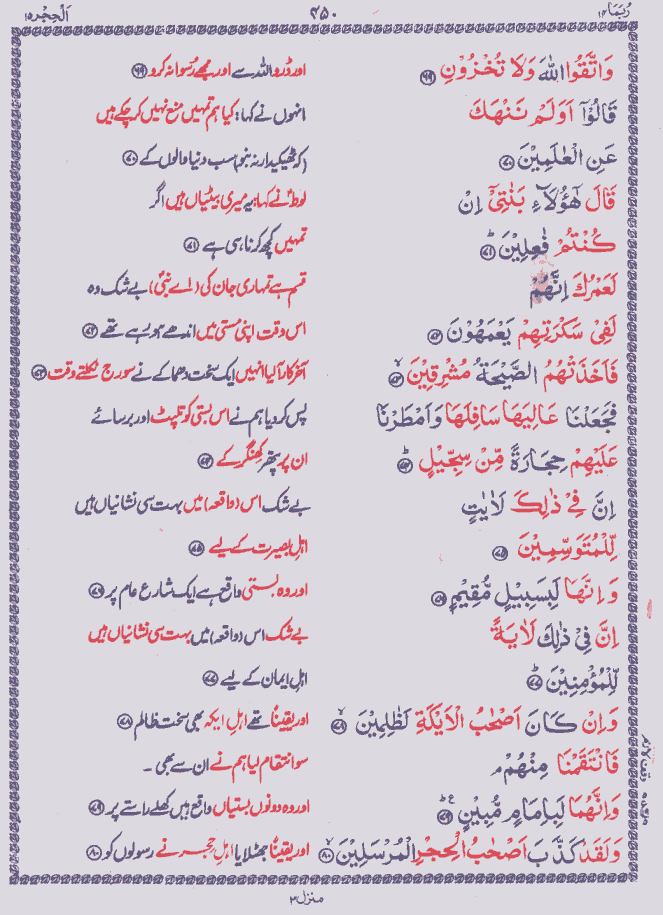 رُبَمَا ۱۴ ۴۵۰ اَلْحِجْر ۱۵
وَاتَّقُوا اللّٰهَ وَلَا تُخْزُوْنِ ﴿۶۹﴾ اور ڈرو اللہ سے اور مجھے رُسوا نہ کرو ﴿۶۹﴾
قَالُوْٓا اَوَلَمْ نَنْهَكَ انہوں نے کہا: کیا ہم تمہیں منع نہیں کر چکے ہیں
عَنِ الْعٰلَمِيْنَ ﴿۷۰﴾ (کہ ٹھیکیدار نہ بنو) سب دنیا والوں کے ﴿۷۰﴾
قَالَ هٰٓؤُلَآءِ بَنٰتِيْٓ اِنْ لوطؑ نے کہا: یہ میری بیٹیاں ہیں اگر
كُنْتُمْ فٰعِلِيْنَ ﴿۷۱﴾ؕ تمہیں کچھ کرنا ہی ہے ﴿۷۱﴾
لَعَمْرُكَ اِنَّهُمْ قسم ہے تمہاری جان کی (اے نبیؐ) بے شک وہ
لَفِيْ سَكْرَتِهِمْ يَعْمَهُوْنَ ﴿۷۲﴾ اس وقت اپنی مستی میں اندھے ہو رہے تھے ﴿۷۲﴾
فَاَخَذَتْهُمُ الصَّيْحَةُ مُشْرِقِيْنَ ﴿۷۳﴾ۙ آخر کار آ لیا انہیں ایک سخت دھماکے نے سورج نکلتے وقت ﴿۷۳﴾
فَجَعَلْنَا عَالِيَهَا سَافِلَهَا وَاَمْطَرْنَا پس کر دیا ہم نے اس بستی کو تلپٹ اور برسائے
عَلَيْهِمْ حِجَارَةً مِّنْ سِجِّيْلٍ ﴿۷۴﴾ؕ ان پر پتھر کھنگر کے ﴿۷۴﴾
اِنَّ فِيْ ذٰلِكَ لَاٰيٰتٍ بے شک اس (واقعہ) میں بہت سی نشانیاں ہیں
لِّلْمُتَوَسِّمِيْنَ ﴿۷۵﴾ اہلِ بصیرت کے لیے ﴿۷۵﴾
وَاِنَّهَا لَبِسَبِيْلٍ مُّقِيْمٍ ﴿۷۶﴾ اور وہ بستی واقع ہے ایک شارع عام پر ﴿۷۶﴾
اِنَّ فِيْ ذٰلِكَ لَاٰيَةً بے شک اس (واقعہ) میں بہت سی نشانیاں ہیں
لِّلْمُؤْمِنِيْنَ ﴿۷۷﴾ اہلِ ایمان کے لیے ﴿۷۷﴾
وَاِنْ كَانَ اَصْحٰبُ الْاَيْكَةِ لَظٰلِمِيْنَ ﴿۷۸﴾ۙ اور یقیناً تھے اہلِ ایکہ بھی سخت ظالم ﴿۷۸﴾
فَانْتَقَمْنَا مِنْهُمْ ۘ سو انتقام لیا ہم نے ان سے بھی ۔
وَاِنَّهُمَا لَبِاِمَامٍ مُّبِيْنٍ ﴿۷۹﴾ؕع اور وہ دونوں بستیاں واقع ہیں کھلے راستے پر ﴿۷۹﴾
وَلَقَدْ كَذَّبَ اَصْحٰبُ الْحِجْرِ الْمُرْسَلِيْنَ ﴿۸۰﴾ۙ اور یقیناً جھٹلایا اہلِ حجر نے رسولوں کو ﴿۸۰﴾
منزل ۳